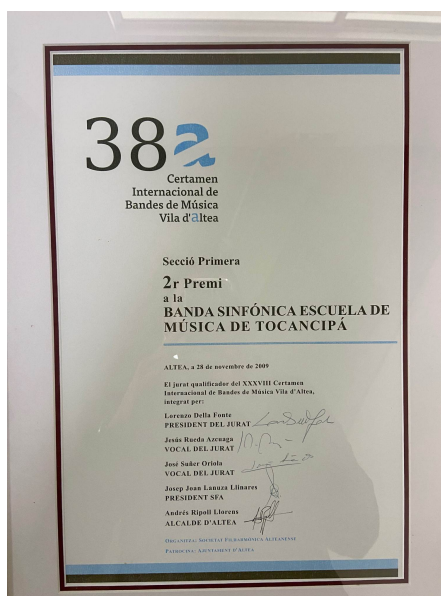 38a
Certamen
Internacional de
Bandes de Música
Vila d'altea
Secció Primera
2r Premi
a la
BANDA SINFÓNICA ESCUELA DE
MÚSICA DE TOCANCIPÁ
ALTEA, a 28 de novembre de 2009
El jurat qualificador del XXXVIII Certamen
Internacional de Bandes de Música Vila d'Altea,
integrat per:
Lorenzo Della Fonte
PRESIDENT DEL JURAT
Jesús Rueda Azcuaga
VOCAL DEL JURAT
José Suñer Oriola
VOCAL DEL JURAT
Josep Joan Lanuza Llinares
PRESIDENT SFA
Andrés Ripoll Llorens
ALCALDE D'ALTEA
ORGANITZA: SOCIETAT FILHARMÒNICA ALTEANENSE
PATROCINA: AJUNTAMENT D'ALTEA